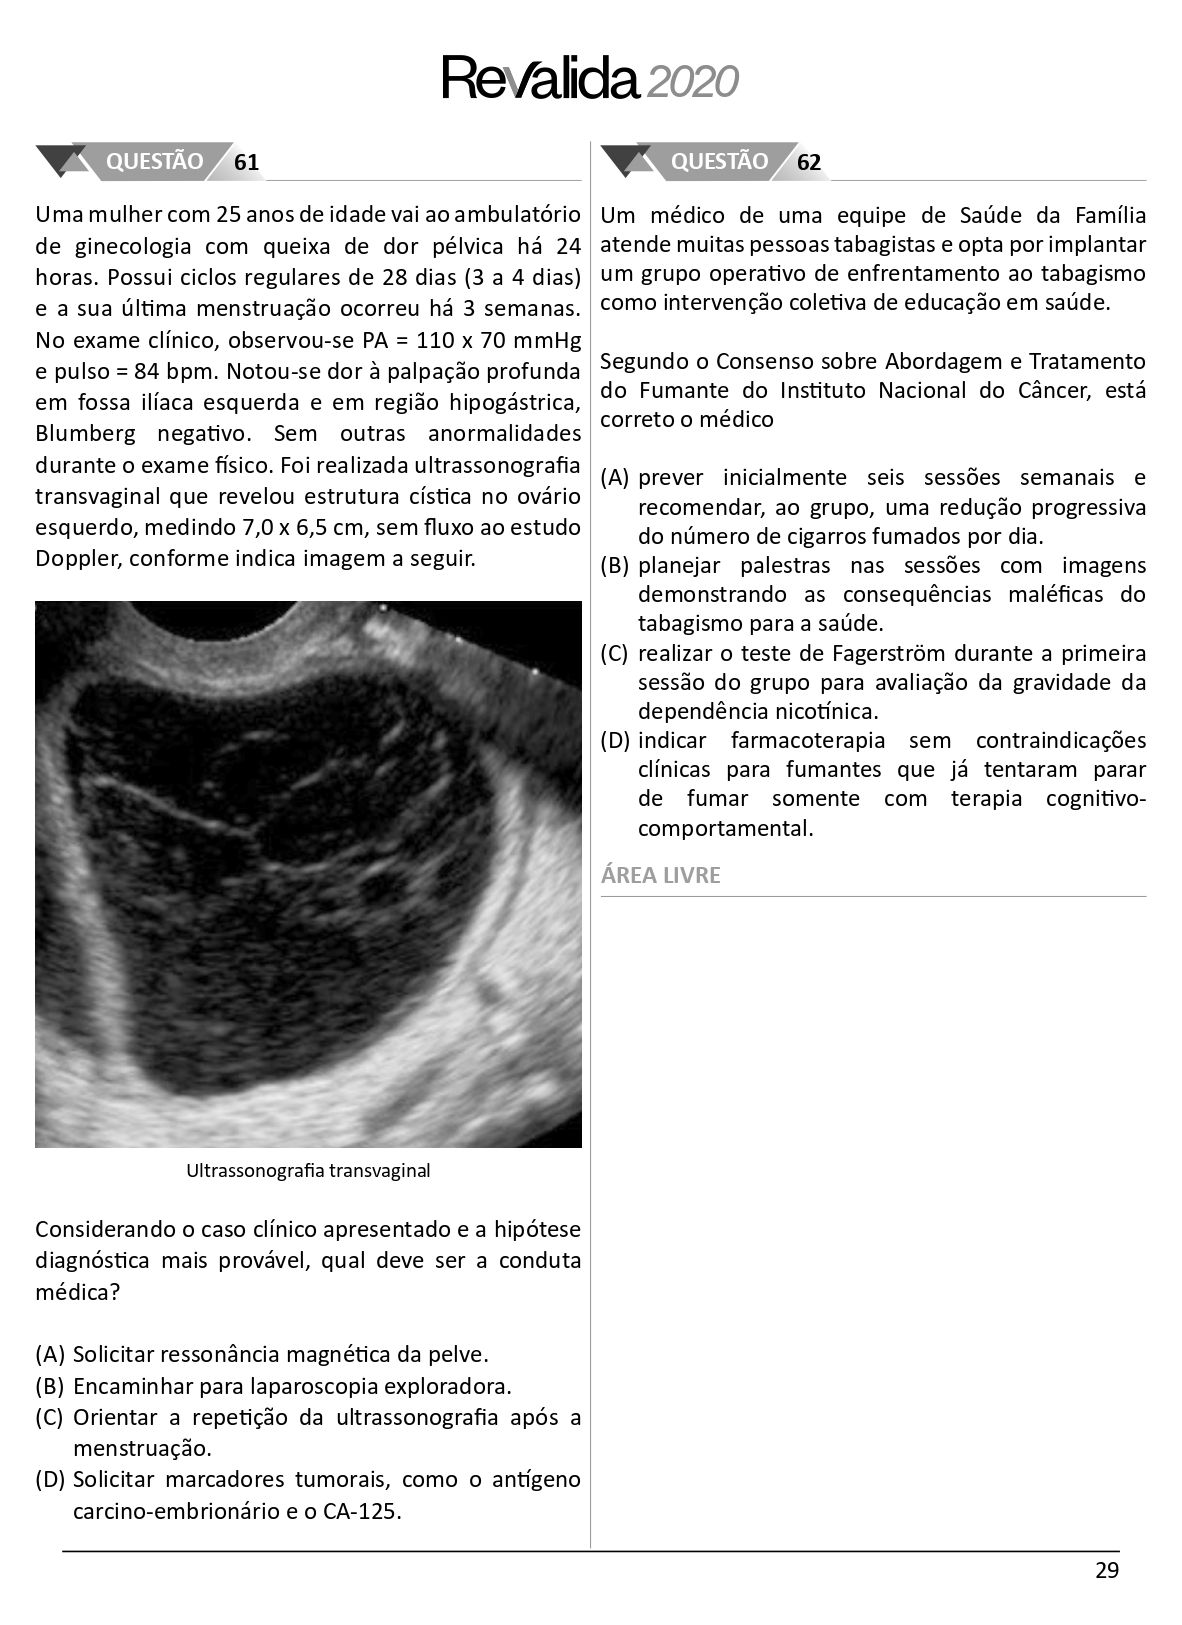 Revalida 2020
QUESTÃO 61
Uma mulher com 25 anos de idade vai ao ambulatório
de ginecologia com queixa de dor pélvica há 24
horas. Possui ciclos regulares de 28 dias (3 a 4 dias)
e a sua última menstruação ocorreu há 3 semanas.
No exame clínico, observou-se PA = 110 x 70 mmHg
e pulso = 84 bpm. Notou-se dor à palpação profunda
em fossa ilíaca esquerda e em região hipogástrica,
Blumberg negativo. Sem outras anormalidades
durante o exame físico. Foi realizada ultrassonografia
transvaginal que revelou estrutura cística no ovário
esquerdo, medindo 7,0 x 6,5 cm, sem fluxo ao estudo
Doppler, conforme indica imagem a seguir.
Ultrassonografia transvaginal
Considerando o caso clínico apresentado e a hipótese
diagnóstica mais provável, qual deve ser a conduta
médica?
(A) Solicitar ressonância magnética da pelve.
(B) Encaminhar para laparoscopia exploradora.
(C) Orientar a repetição da ultrassonografia após a
menstruação.
(D) Solicitar marcadores tumorais, como o antígeno
carcino-embrionário e o CA-125.
QUESTÃO 62
Um médico de uma equipe de Saúde da Família
atende muitas pessoas tabagistas e opta por implantar
um grupo operativo de enfrentamento ao tabagismo
como intervenção coletiva de educação em saúde.
Segundo o Consenso sobre Abordagem e Tratamento
do Fumante do Instituto Nacional do Câncer, está
correto o médico
(A) prever inicialmente seis sessões semanais e
recomendar, ao grupo, uma redução progressiva
do número de cigarros fumados por dia.
(B) planejar palestras nas sessões com imagens
demonstrando as consequências maléficas do
tabagismo para a saúde.
(C) realizar o teste de Fagerström durante a primeira
sessão do grupo para avaliação da gravidade da
dependência nicotínica.
(D) indicar farmacoterapia sem contraindicações
clínicas para fumantes que já tentaram parar
de fumar somente com terapia cognitivo-
comportamental.
ÁREA LIVRE
29